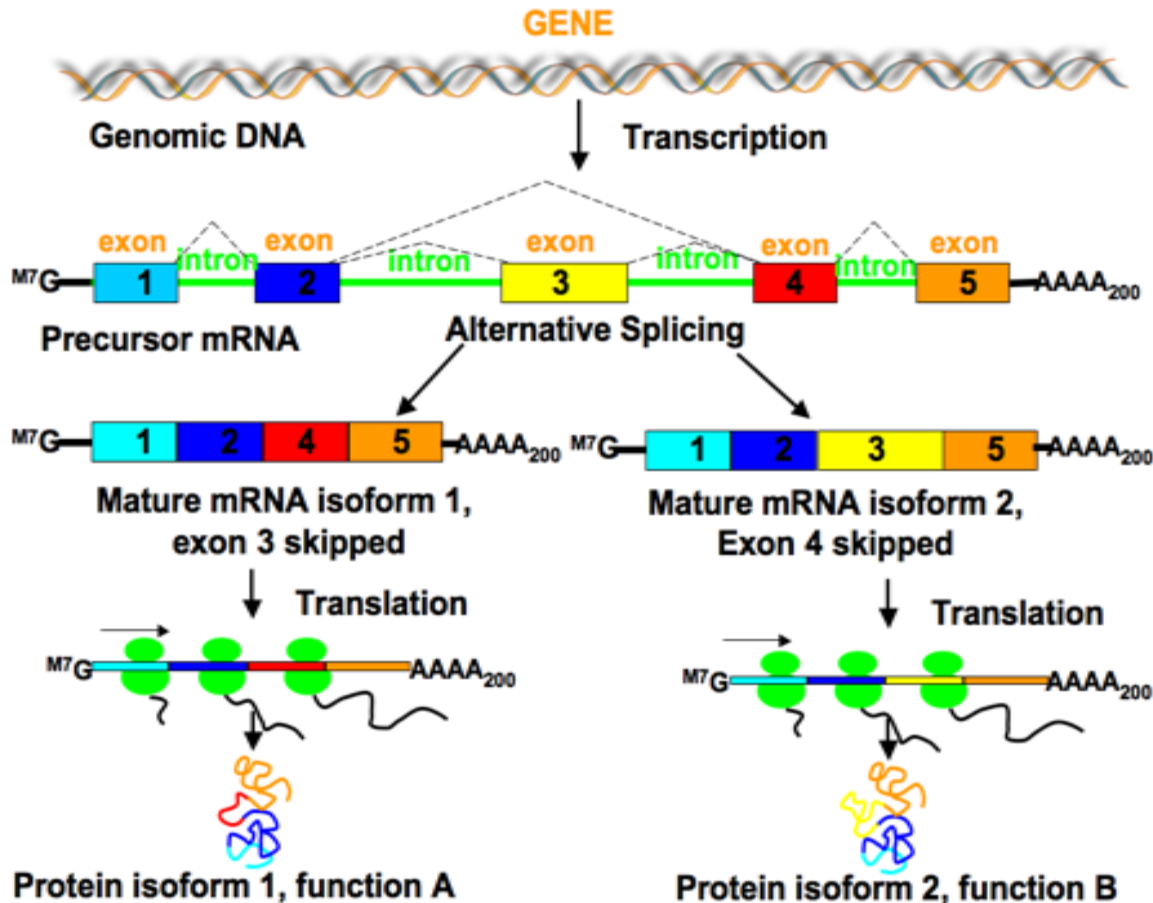 GENE
Genomic DNA
Transcription
exon exon exon exon exon
intron intron intron intron
M7G 1 2 3 4 5 AAAA200
Precursor mRNA
Alternative Splicing
M7G 1 2 4 5 AAAA200
M7G 1 2 3 5 AAAA200
Mature mRNA isoform 1,
exon 3 skipped
Mature mRNA isoform 2,
Exon 4 skipped
Translation
Translation
M7G AAAA200
M7G AAAA200
Protein isoform 1, function A
Protein isoform 2, function B